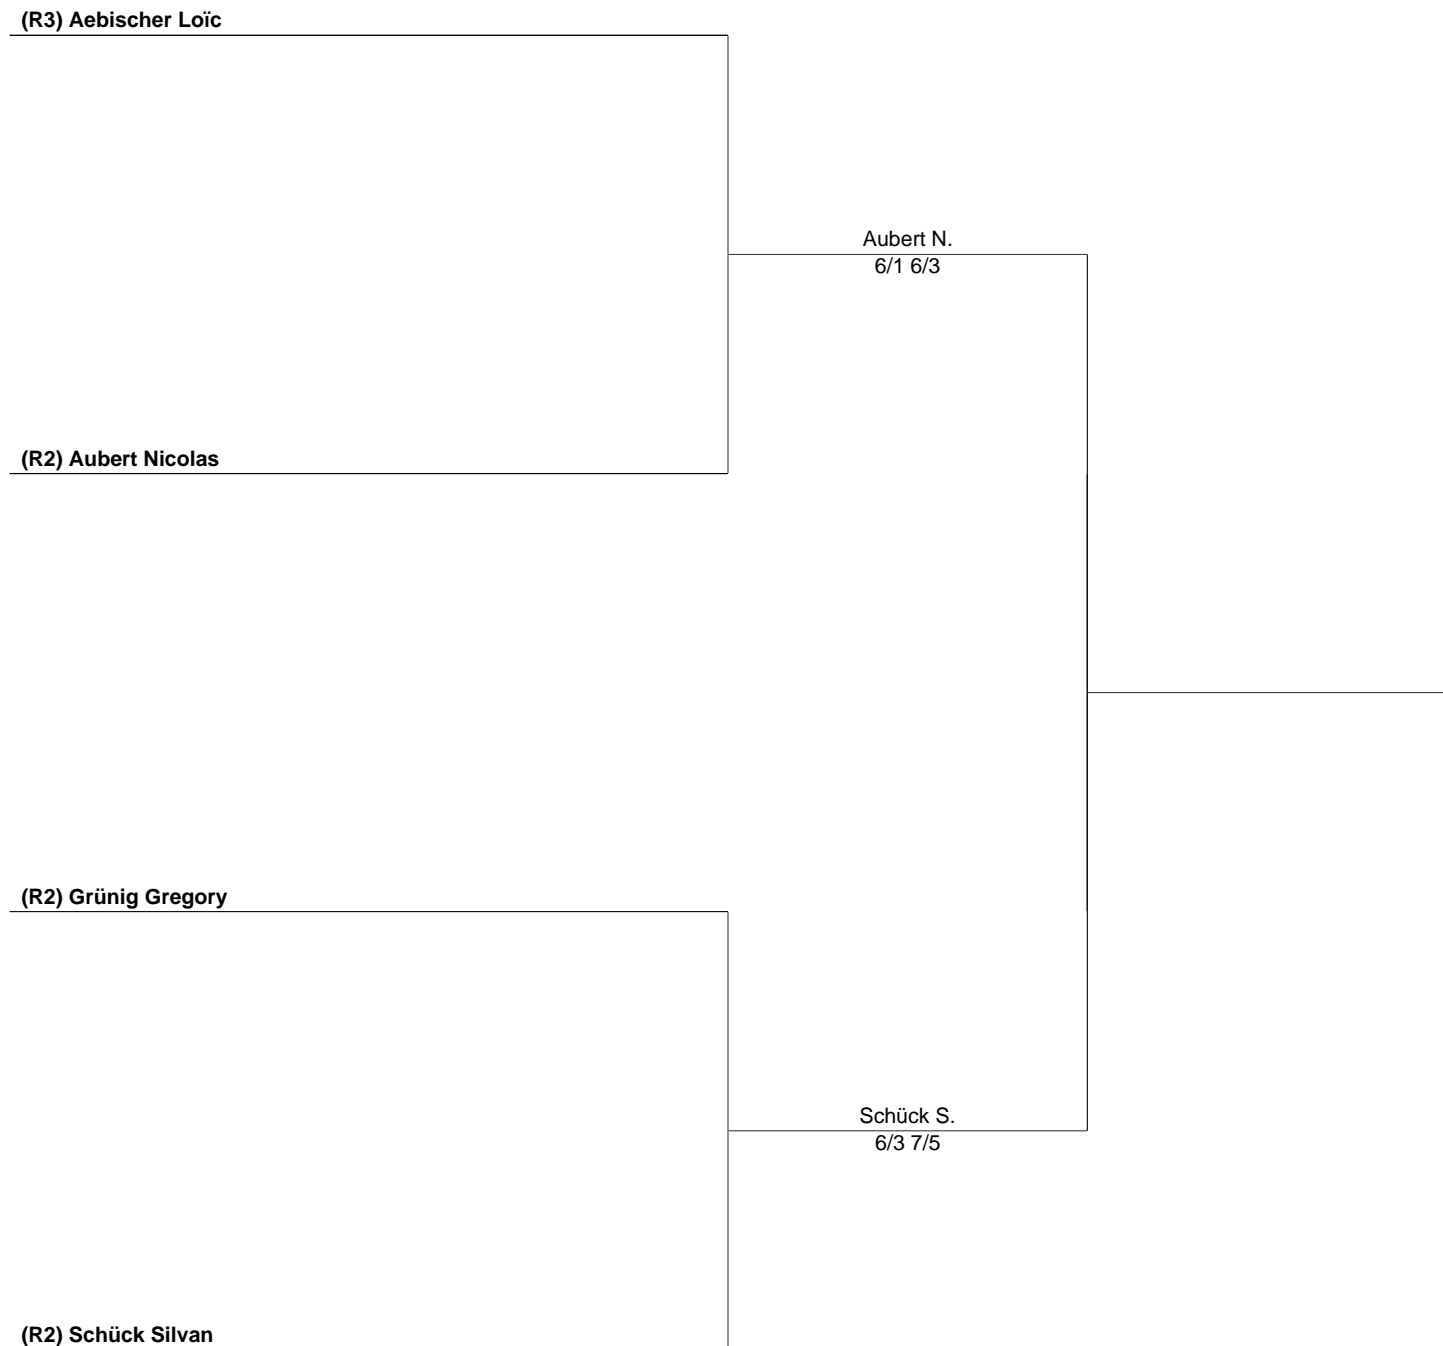 (R3) Aebischer Loïc
Aubert N.
6/1 6/3
(R2) Aubert Nicolas
(R2) Grünig Gregory
Schück S.
6/3 7/5
(R2) Schück Silvan